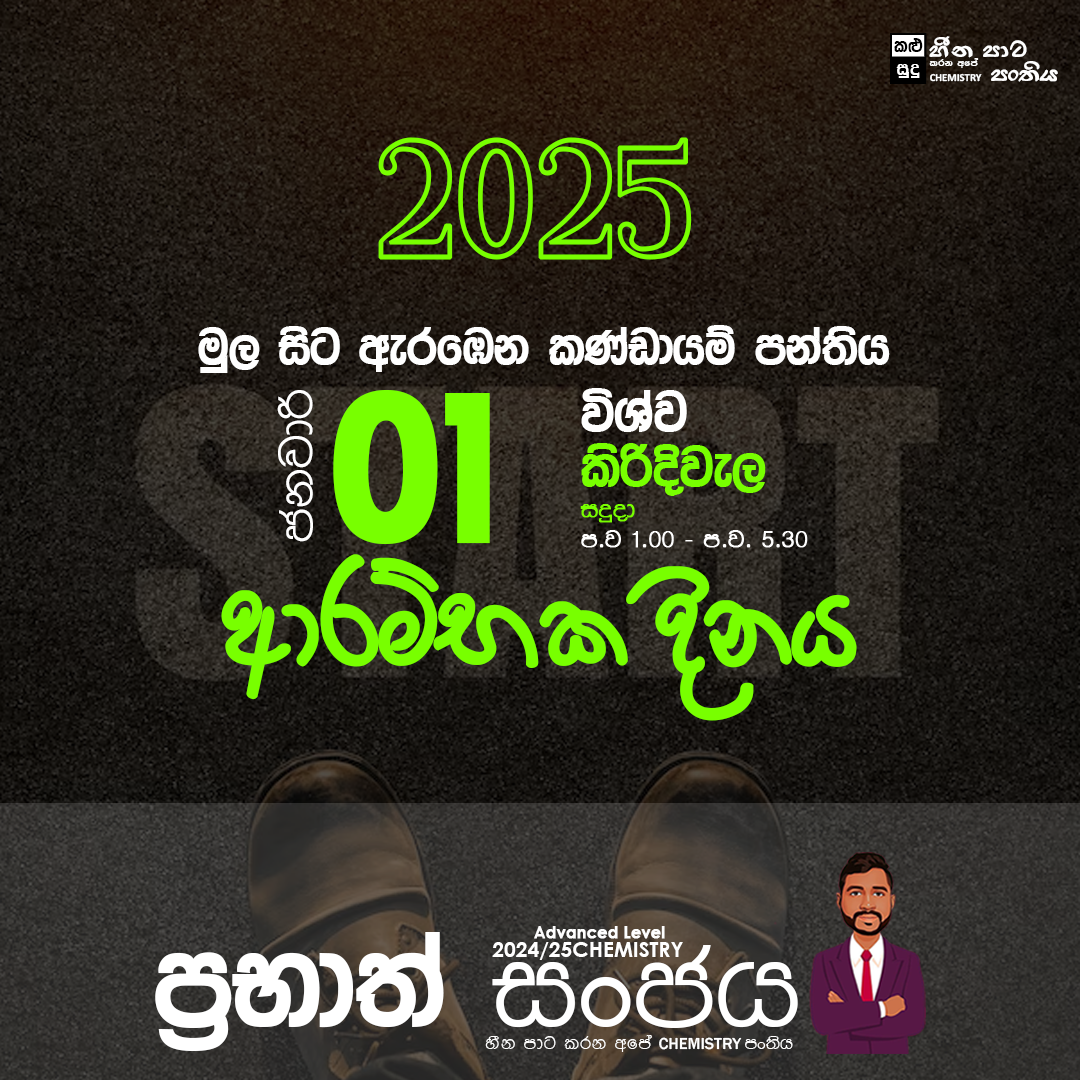 කළු
සුදු
හීන පාට
කරන අපේ
CHEMISTRY පංතිය
2025
මුල සිට ඇරඹෙන කණ්ඩායම් පන්තිය
START
ජනවාරි
01
විශ්ව
කිරිදිවැල
සදුදා
ප.ව 1.00 - ප.ව. 5.30
ආරම්භක දිනය
Advanced Level
2024/25CHEMISTRY
ප්‍රභාත් සංජය
හීන පාට කරන අපේ CHEMISTRY පංතිය